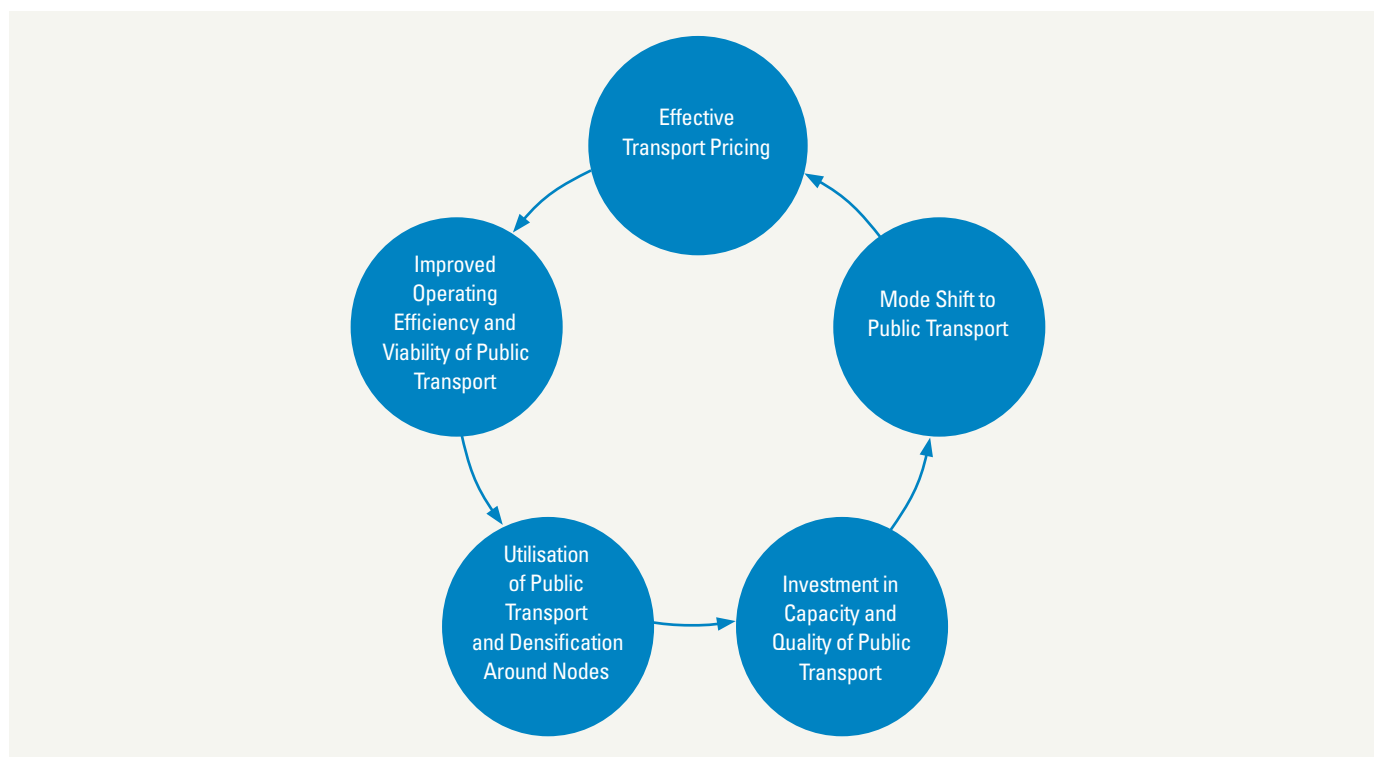 Effective
Transport Pricing
Improved
Operating
Efficiency and
Viability of Public
Transport
Mode Shift to
Public Transport
Utilisation
of Public
Transport
and Densification
Around Nodes
Investment in
Capacity and
Quality of Public
Transport